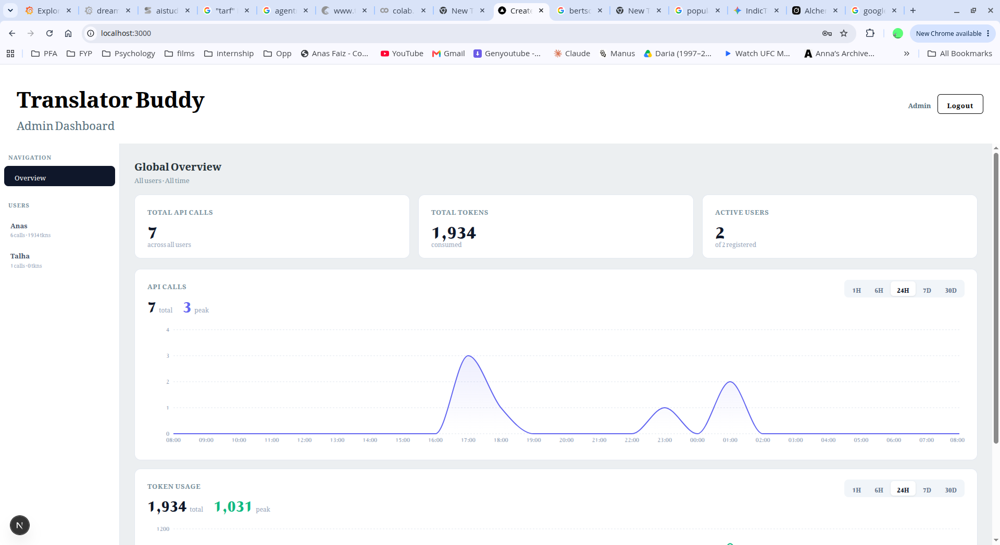 Explor
dream
aistud
"tarf"
agent
www.
colab.
New T
Create
bertsc
New T
popul
IndicT
Alcher
google
localhost:3000
New Chrome available
PFA
FYP
Psychology
films
internship
Opp
Anas Faiz - Co...
YouTube
Gmail
Genyoutube -...
Claude
Manus
Daria (1997–2...
Watch UFC M...
Anna's Archive...
All Bookmarks
Translator Buddy
Admin Dashboard
Admin
Logout
NAVIGATION
Overview
USERS
Anas
6 calls · 1934 tkns
Talha
1 calls · 0 tkns
Global Overview
All users · All time
TOTAL API CALLS
7
across all users
TOTAL TOKENS
1,934
consumed
ACTIVE USERS
2
of 2 registered
API CALLS
7 total 3 peak
1H 6H 24H 7D 30D
4
3
2
1
0
08:00 09:00 10:00 11:00 12:00 13:00 14:00 15:00 16:00 17:00 18:00 19:00 20:00 21:00 22:00 23:00 00:00 01:00 02:00 03:00 04:00 05:00 06:00 07:00 08:00
TOKEN USAGE
1,934 total 1,031 peak
1H 6H 24H 7D 30D
1200
N